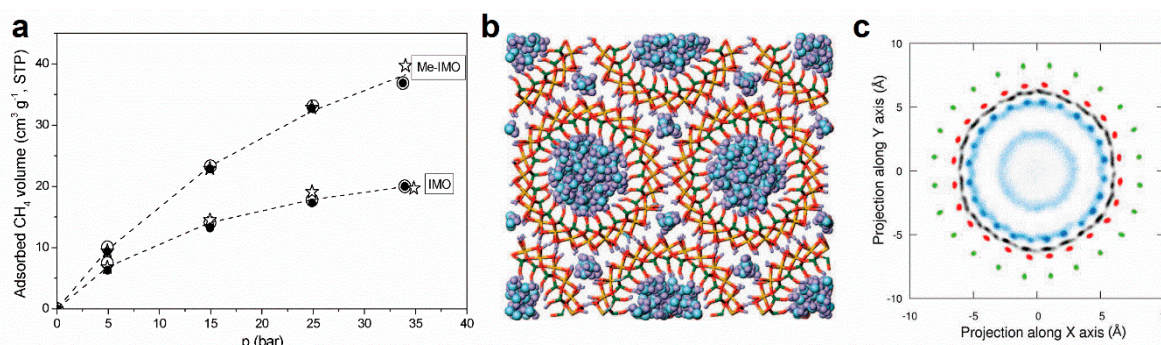 a
Adsorbed CH₄ volume (cm³ g⁻¹, STP)
40
30
20
10
0
Me-IMO
IMO
0 5 10 15 20 25 30 35 40
p (bar)
b
c
Projection along Y axis (Å)
10
5
0
-5
-10
-10 -5 0 5 10
Projection along X axis (Å)